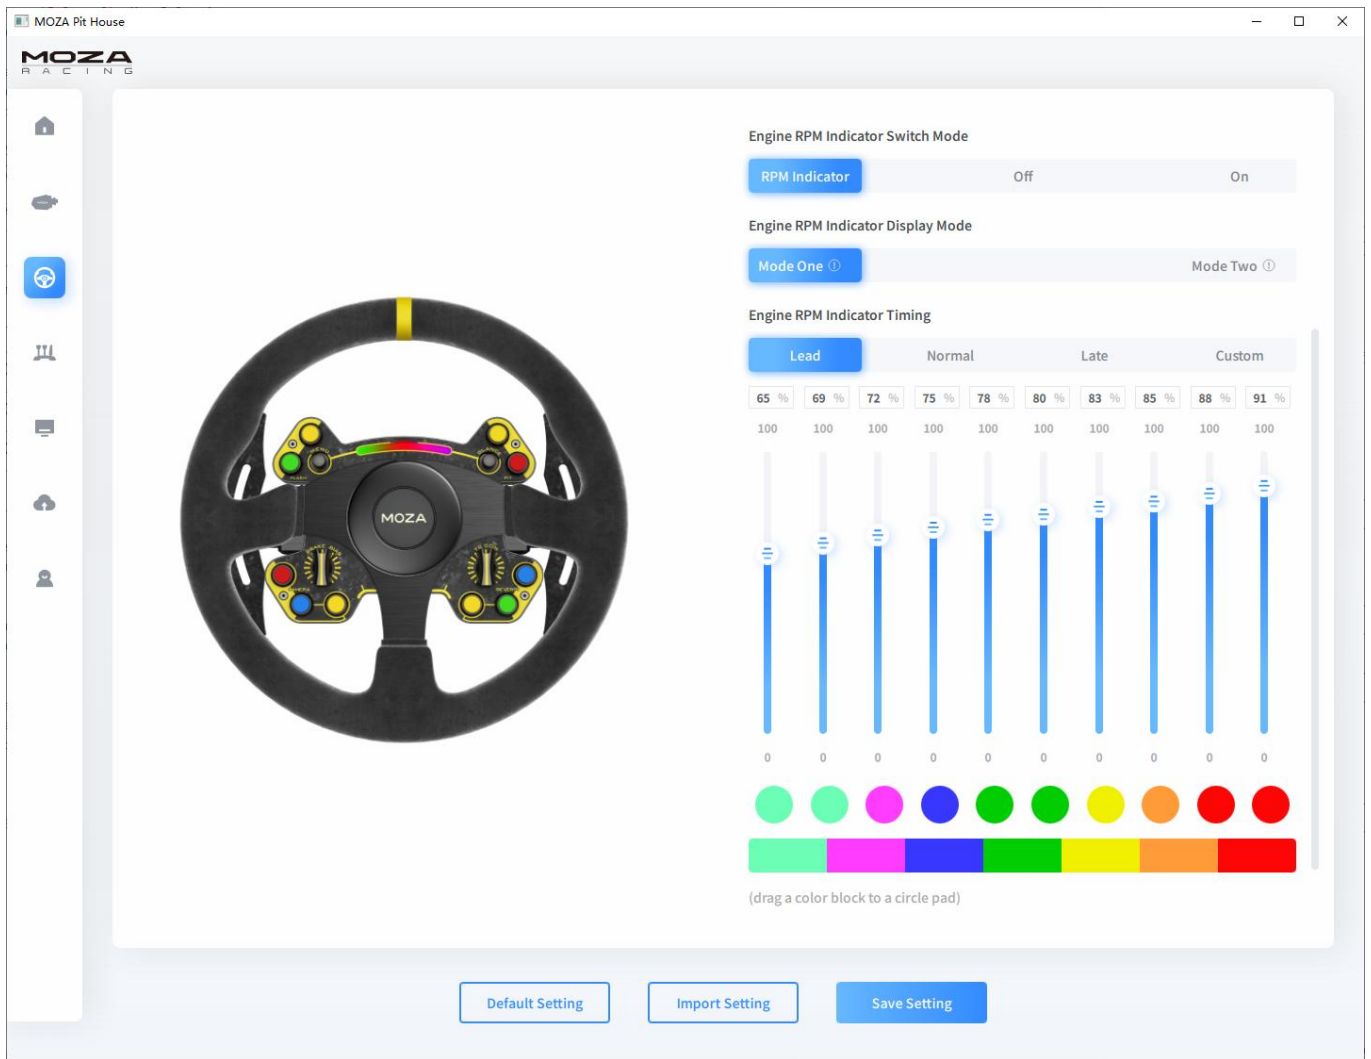 MOZA Pit House
MOZA
RACING
Engine RPM Indicator Switch Mode
RPM Indicator Off On
Engine RPM Indicator Display Mode
Mode One Mode Two
Engine RPM Indicator Timing
Lead Normal Late Custom
65 % 69 % 72 % 75 % 78 % 80 % 83 % 85 % 88 % 91 %
100 100 100 100 100 100 100 100 100 100
MOZA
0 0 0 0 0 0 0 0 0 0
(drag a color block to a circle pad)
Default Setting Import Setting Save Setting